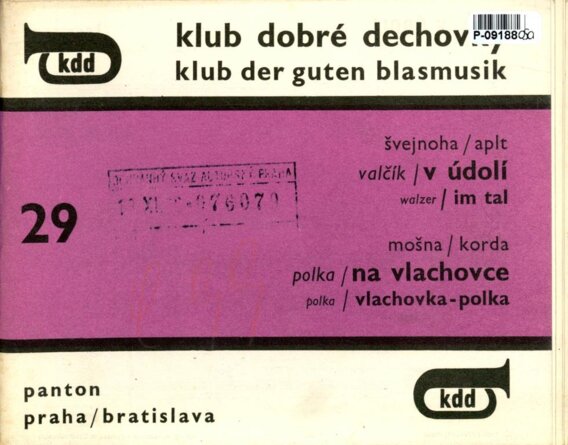 P-09188
kdd
klub dobré dechovky
klub der guten blasmusik
švejnoha/aplt
valčík/v údolí
walzer/im tal
29
076070
mošna/korda
polka/na vlachovce
polka/vlachovka-polka
panton
praha/bratislava
kdd